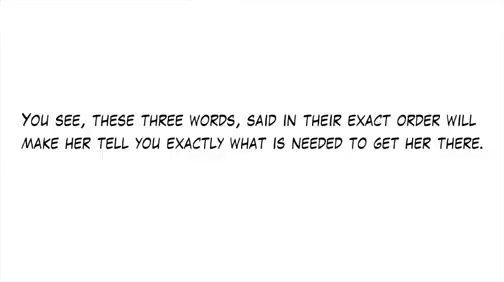 You see, these three words, said in their exact order will
make her tell you exactly what is needed to get her there.